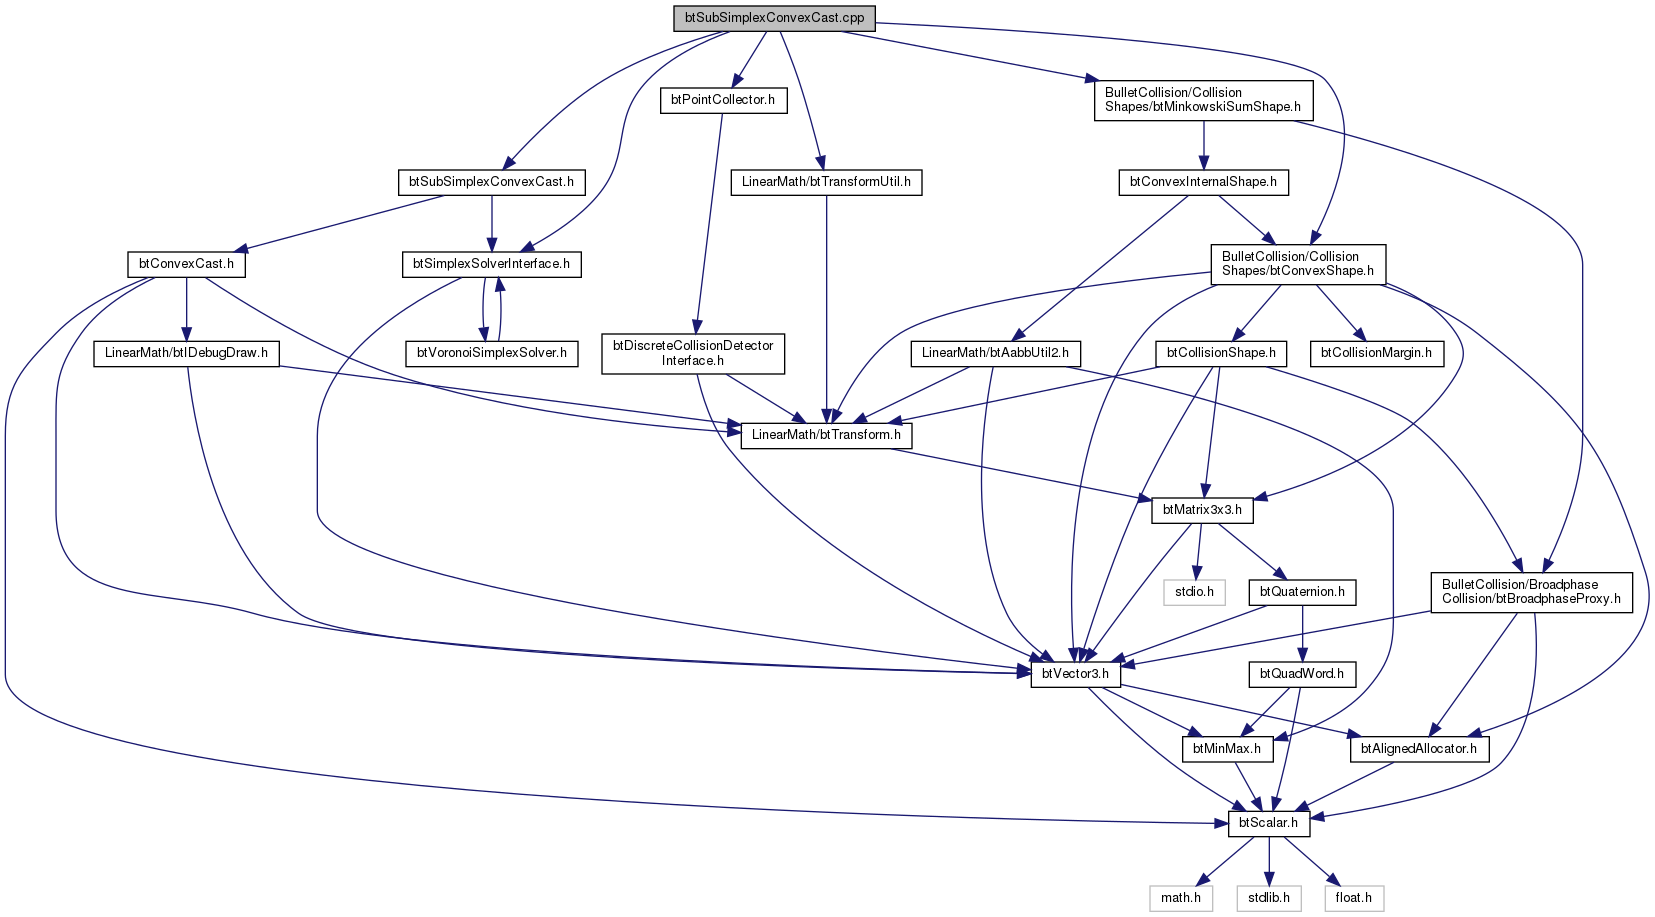 btSubSimplexConvexCast.cpp
btPointCollector.h
BulletCollision/Collision
Shapes/btMinkowskiSumShape.h
btSubSimplexConvexCast.h
LinearMath/btTransformUtil.h
btConvexInternalShape.h
btConvexCast.h
btSimplexSolverInterface.h
BulletCollision/Collision
Shapes/btConvexShape.h
LinearMath/btIDebugDraw.h
btVoronoiSimplexSolver.h
btDiscreteCollisionDetector
Interface.h
LinearMath/btAabbUtil2.h
btCollisionShape.h
btCollisionMargin.h
LinearMath/btTransform.h
btMatrix3x3.h
stdio.h
btQuaternion.h
BulletCollision/Broadphase
Collision/btBroadphaseProxy.h
btVector3.h
btQuadWord.h
btMinMax.h
btAlignedAllocator.h
btScalar.h
math.h
stdlib.h
float.h